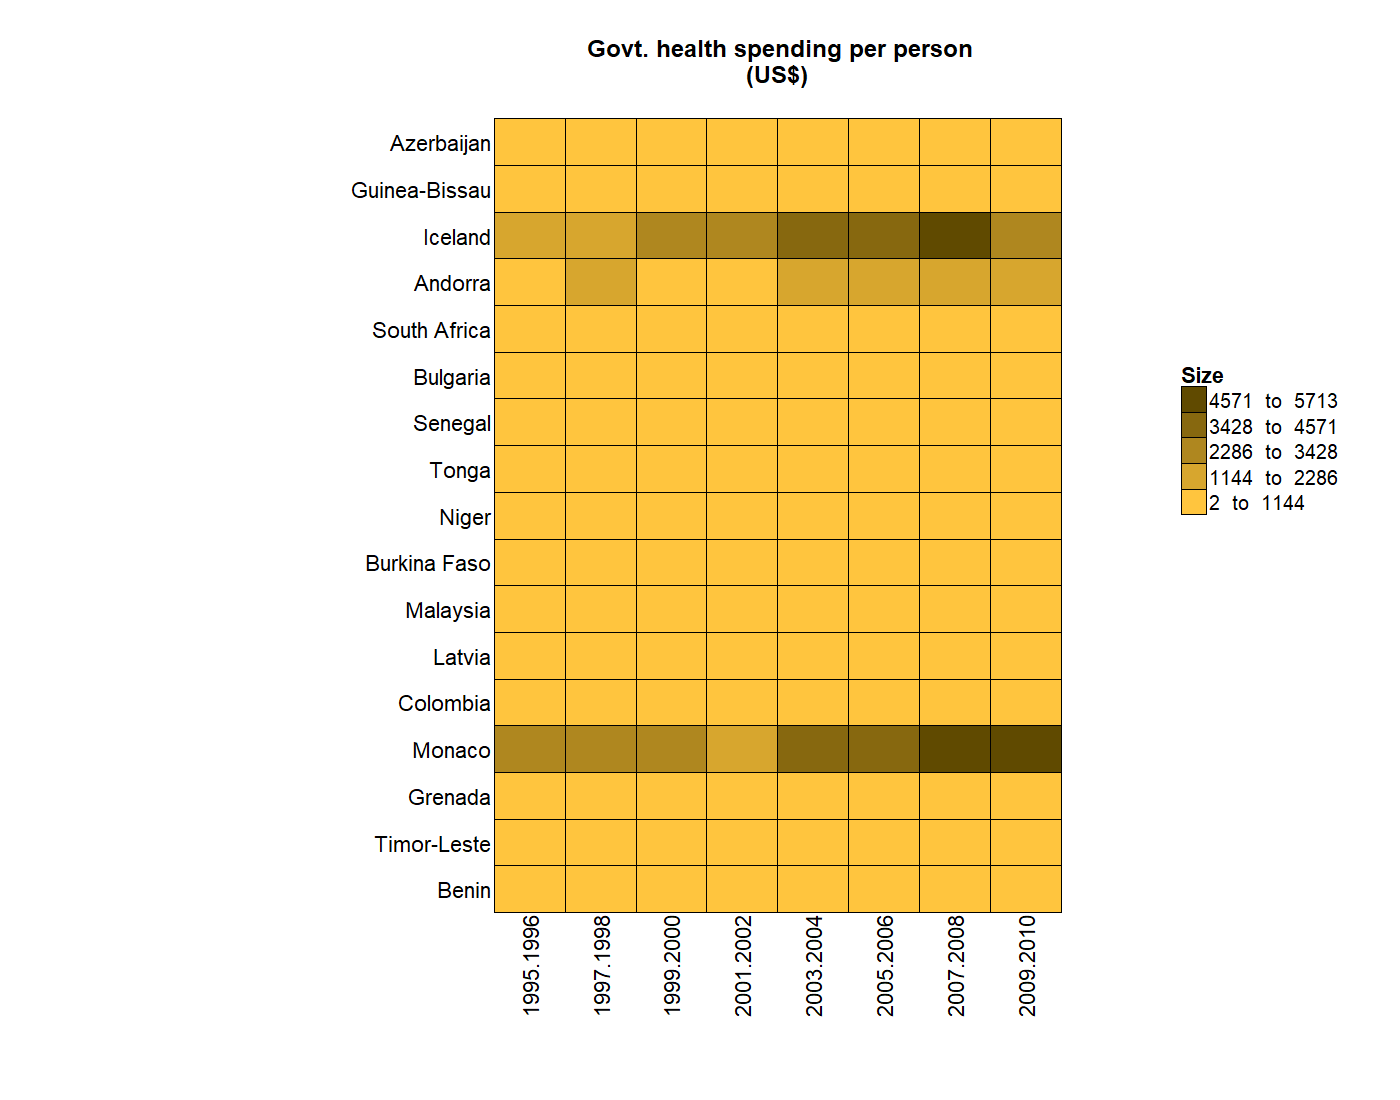 Govt. health spending per person
(US$)
Azerbaijan
Guinea-Bissau
Iceland
Andorra
South Africa
Bulgaria
Senegal
Tonga
Niger
Burkina Faso
Malaysia
Latvia
Colombia
Monaco
Grenada
Timor-Leste
Benin
1995.1996
1997.1998
1999.2000
2001.2002
2003.2004
2005.2006
2007.2008
2009.2010
Size
4571 to 5713
3428 to 4571
2286 to 3428
1144 to 2286
2 to 1144